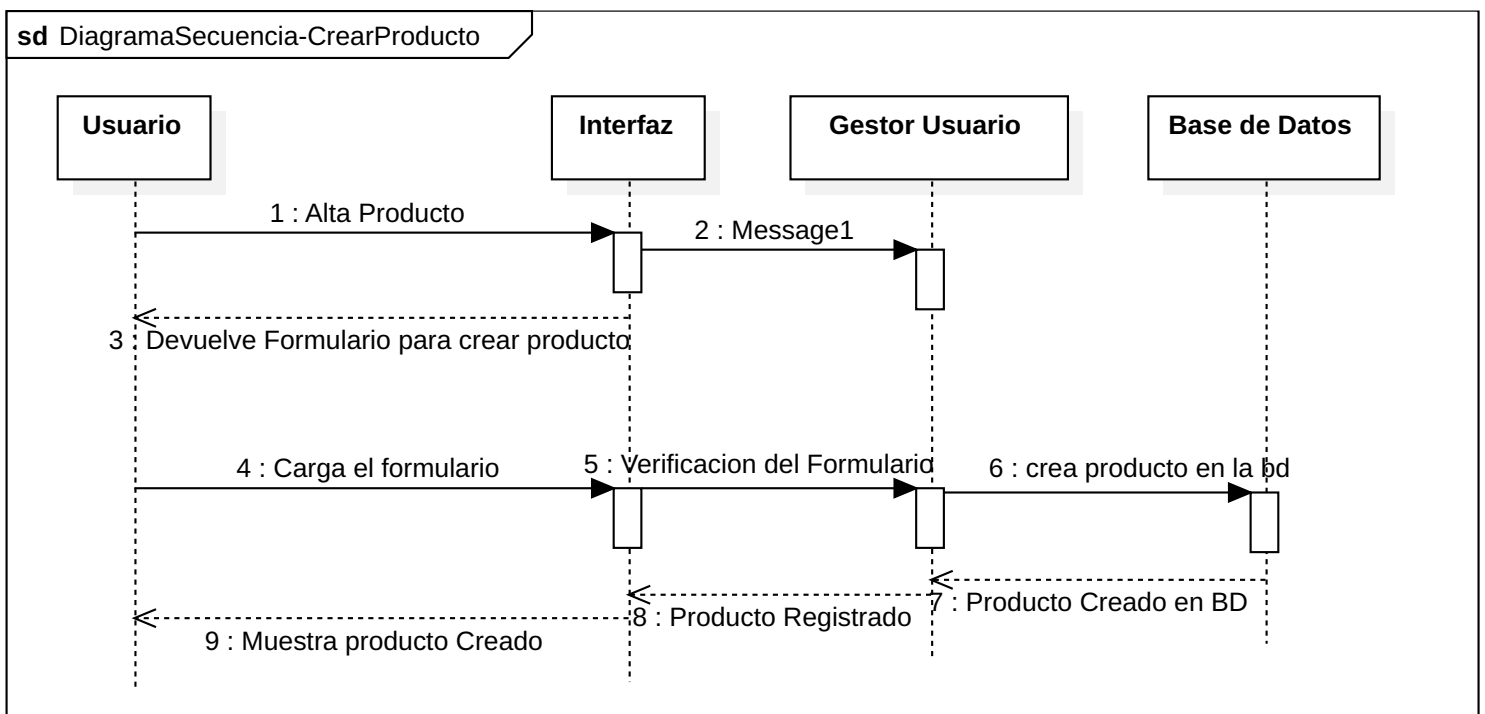 sd DiagramaSecuencia-CrearProducto
Usuario
Interfaz
Gestor Usuario
Base de Datos
1 : Alta Producto
2 : Message1
3 : Devuelve Formulario para crear producto
4 : Carga el formulario
5 : Verificacion del Formulario
6 : crea producto en la bd
7 : Producto Creado en BD
8 : Producto Registrado
9 : Muestra producto Creado